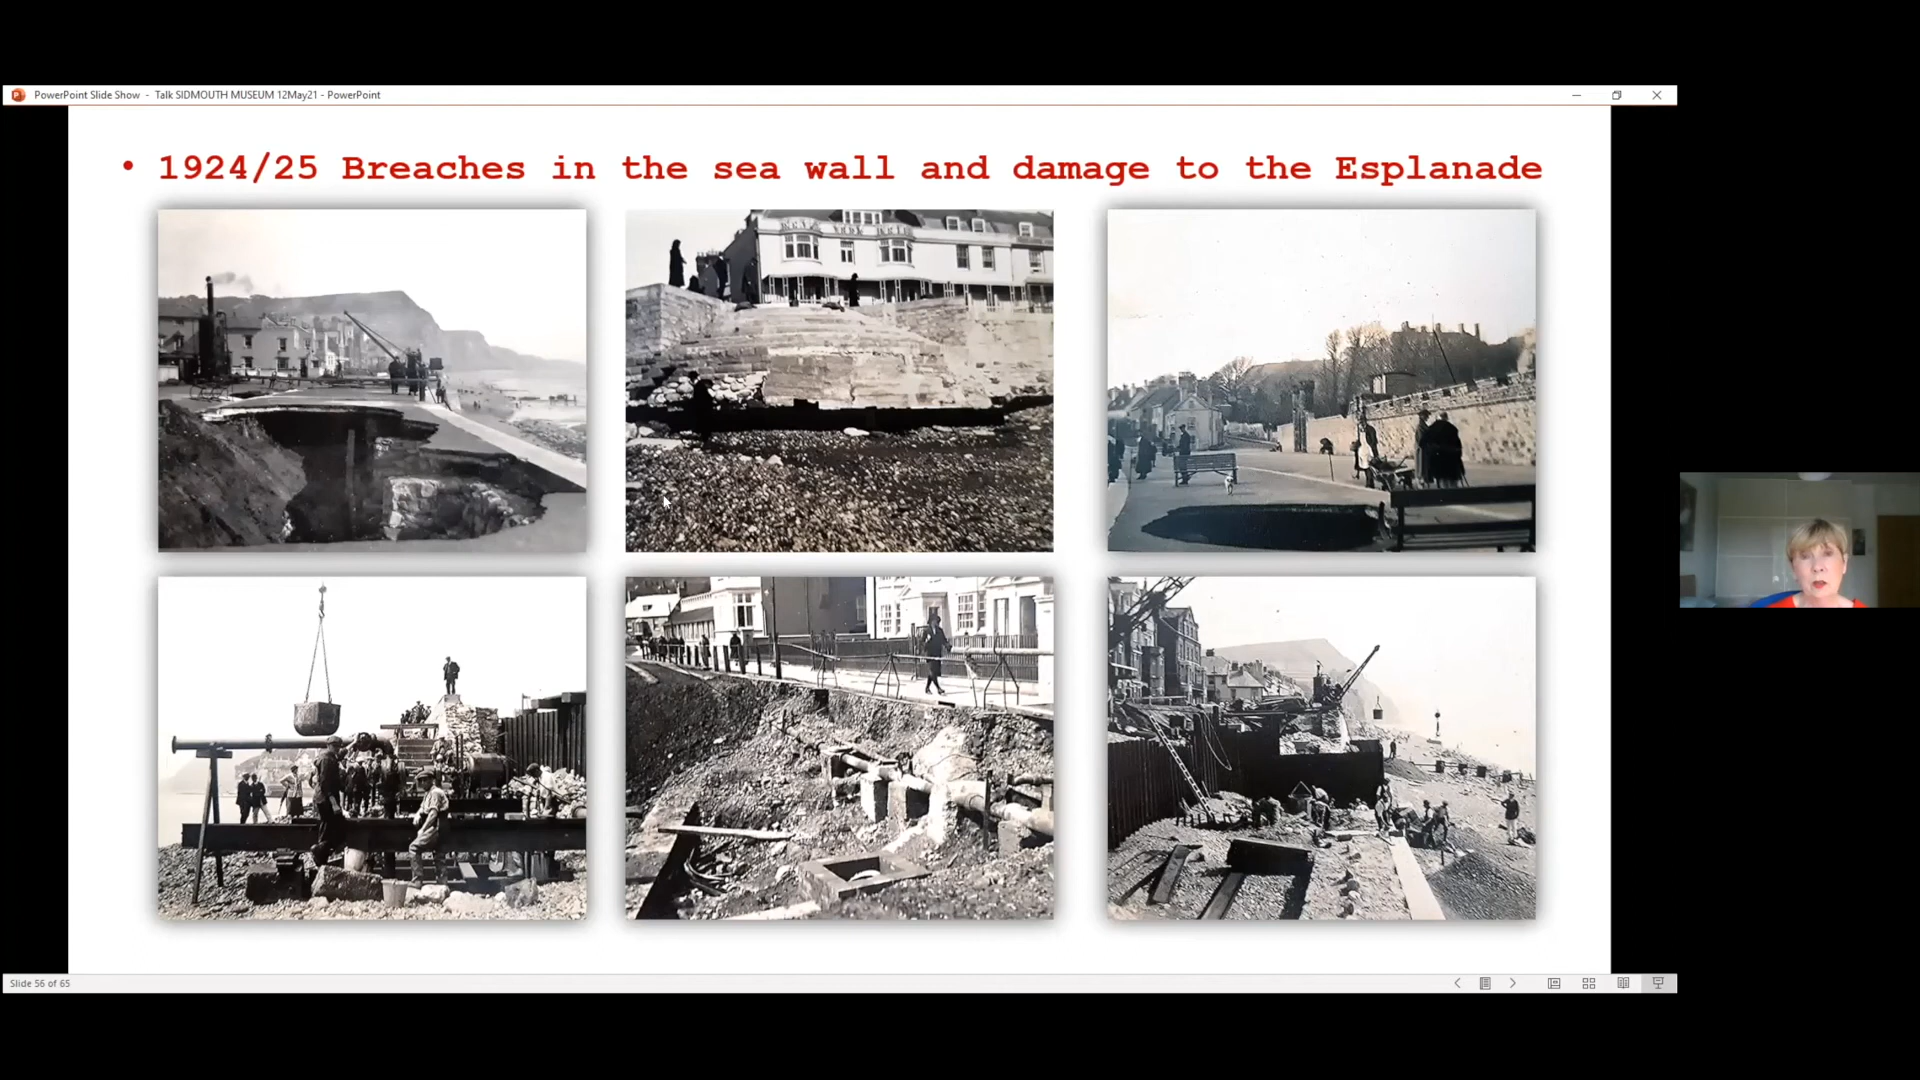 PowerPoint Slide Show - Talk SIDMOUTH MUSEUM 12May21 - PowerPoint
• 1924/25 Breaches in the sea wall and damage to the Esplanade
Slide 56 of 65